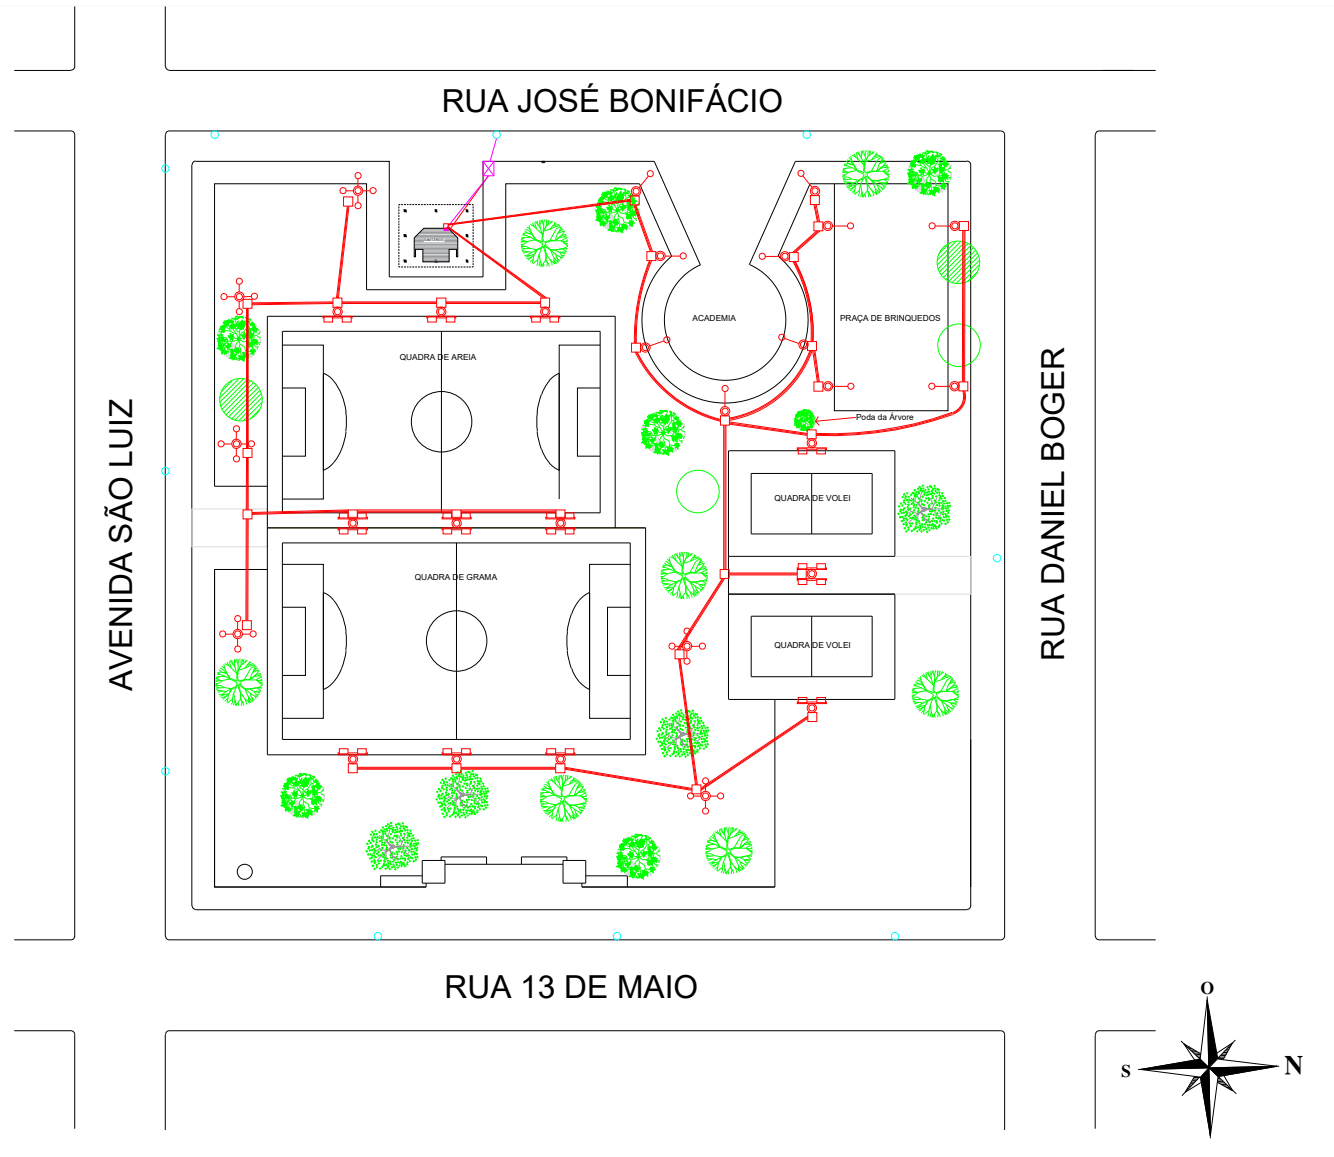 RUA JOSÉ BONIFÁCIO
ACADEMIA
PRAÇA DE BRINQUEDOS
QUADRA DE AREIA
Poda da Árvore
AVENIDA SÃO LUIZ
RUA DANIEL BOGER
QUADRA DE VOLEI
QUADRA DE GRAMA
QUADRA DE VOLEI
RUA 13 DE MAIO
O
S
N